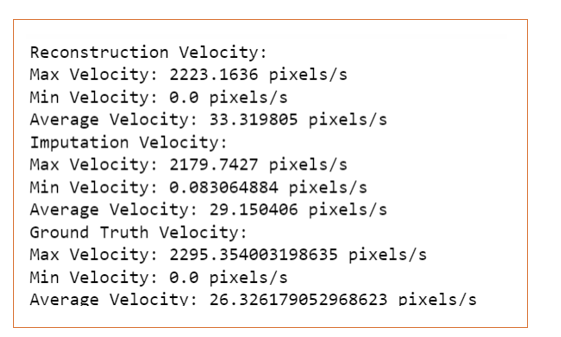 Reconstruction Velocity:
Max Velocity: 2223.1636 pixels/s
Min Velocity: 0.0 pixels/s
Average Velocity: 33.319805 pixels/s
Imputation Velocity:
Max Velocity: 2179.7427 pixels/s
Min Velocity: 0.083064884 pixels/s
Average Velocity: 29.150406 pixels/s
Ground Truth Velocity:
Max Velocity: 2295.354003198635 pixels/s
Min Velocity: 0.0 pixels/s
Average Velocity: 26.326179052968623 pixels/s